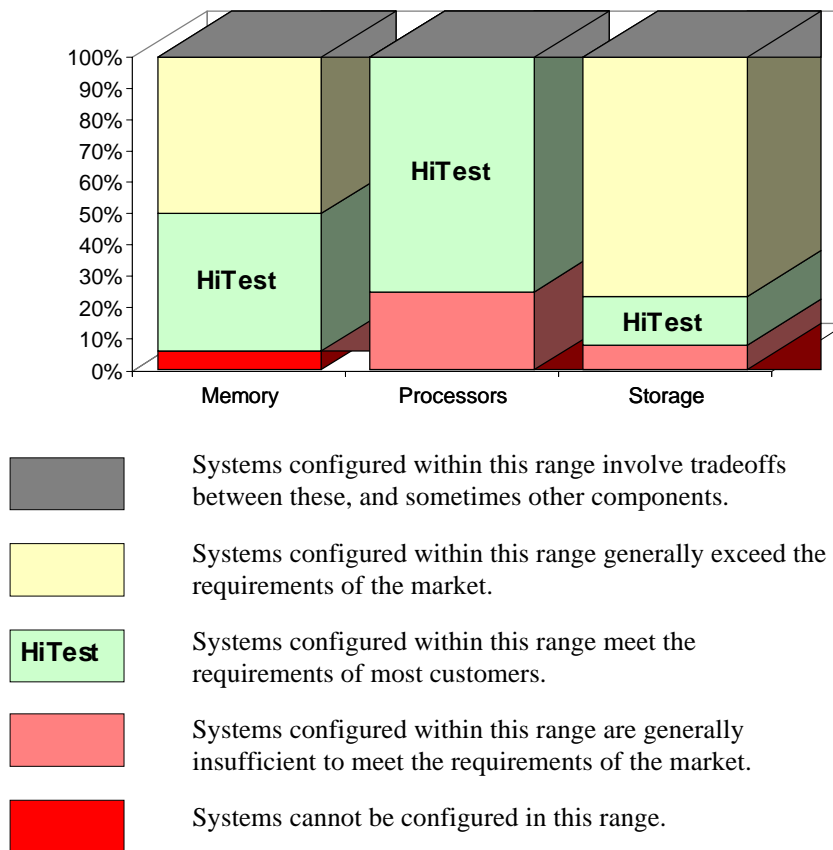 100%
90%
80%
70%
60%
50%
40%
30%
20%
10%
0%
HiTest
HiTest
HiTest
Memory
Processors
Storage
Systems configured within this range involve tradeoffs
between these, and sometimes other components.
Systems configured within this range generally exceed the
requirements of the market.
HiTest
Systems configured within this range meet the
requirements of most customers.
Systems configured within this range are generally
insufficient to meet the requirements of the market.
Systems cannot be configured in this range.